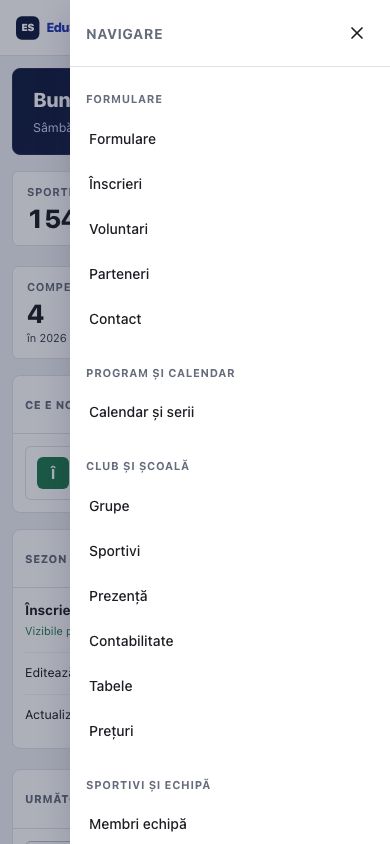 ES Edu
NAVIGARE
Bun
Sâmbă
SPORTI
154
COMPE
4
în 2026
CE E NO
Î
SEZON
Înscrie
Vizibile p
Editeaz
Actualiz
URMĂT
FORMULARE
Formulare
Înscrieri
Voluntari
Parteneri
Contact
PROGRAM ȘI CALENDAR
Calendar și serii
CLUB ȘI ȘCOALĂ
Grupe
Sportivi
Prezență
Contabilitate
Tabele
Prețuri
SPORTIVI ȘI ECHIPĂ
Membri echipă